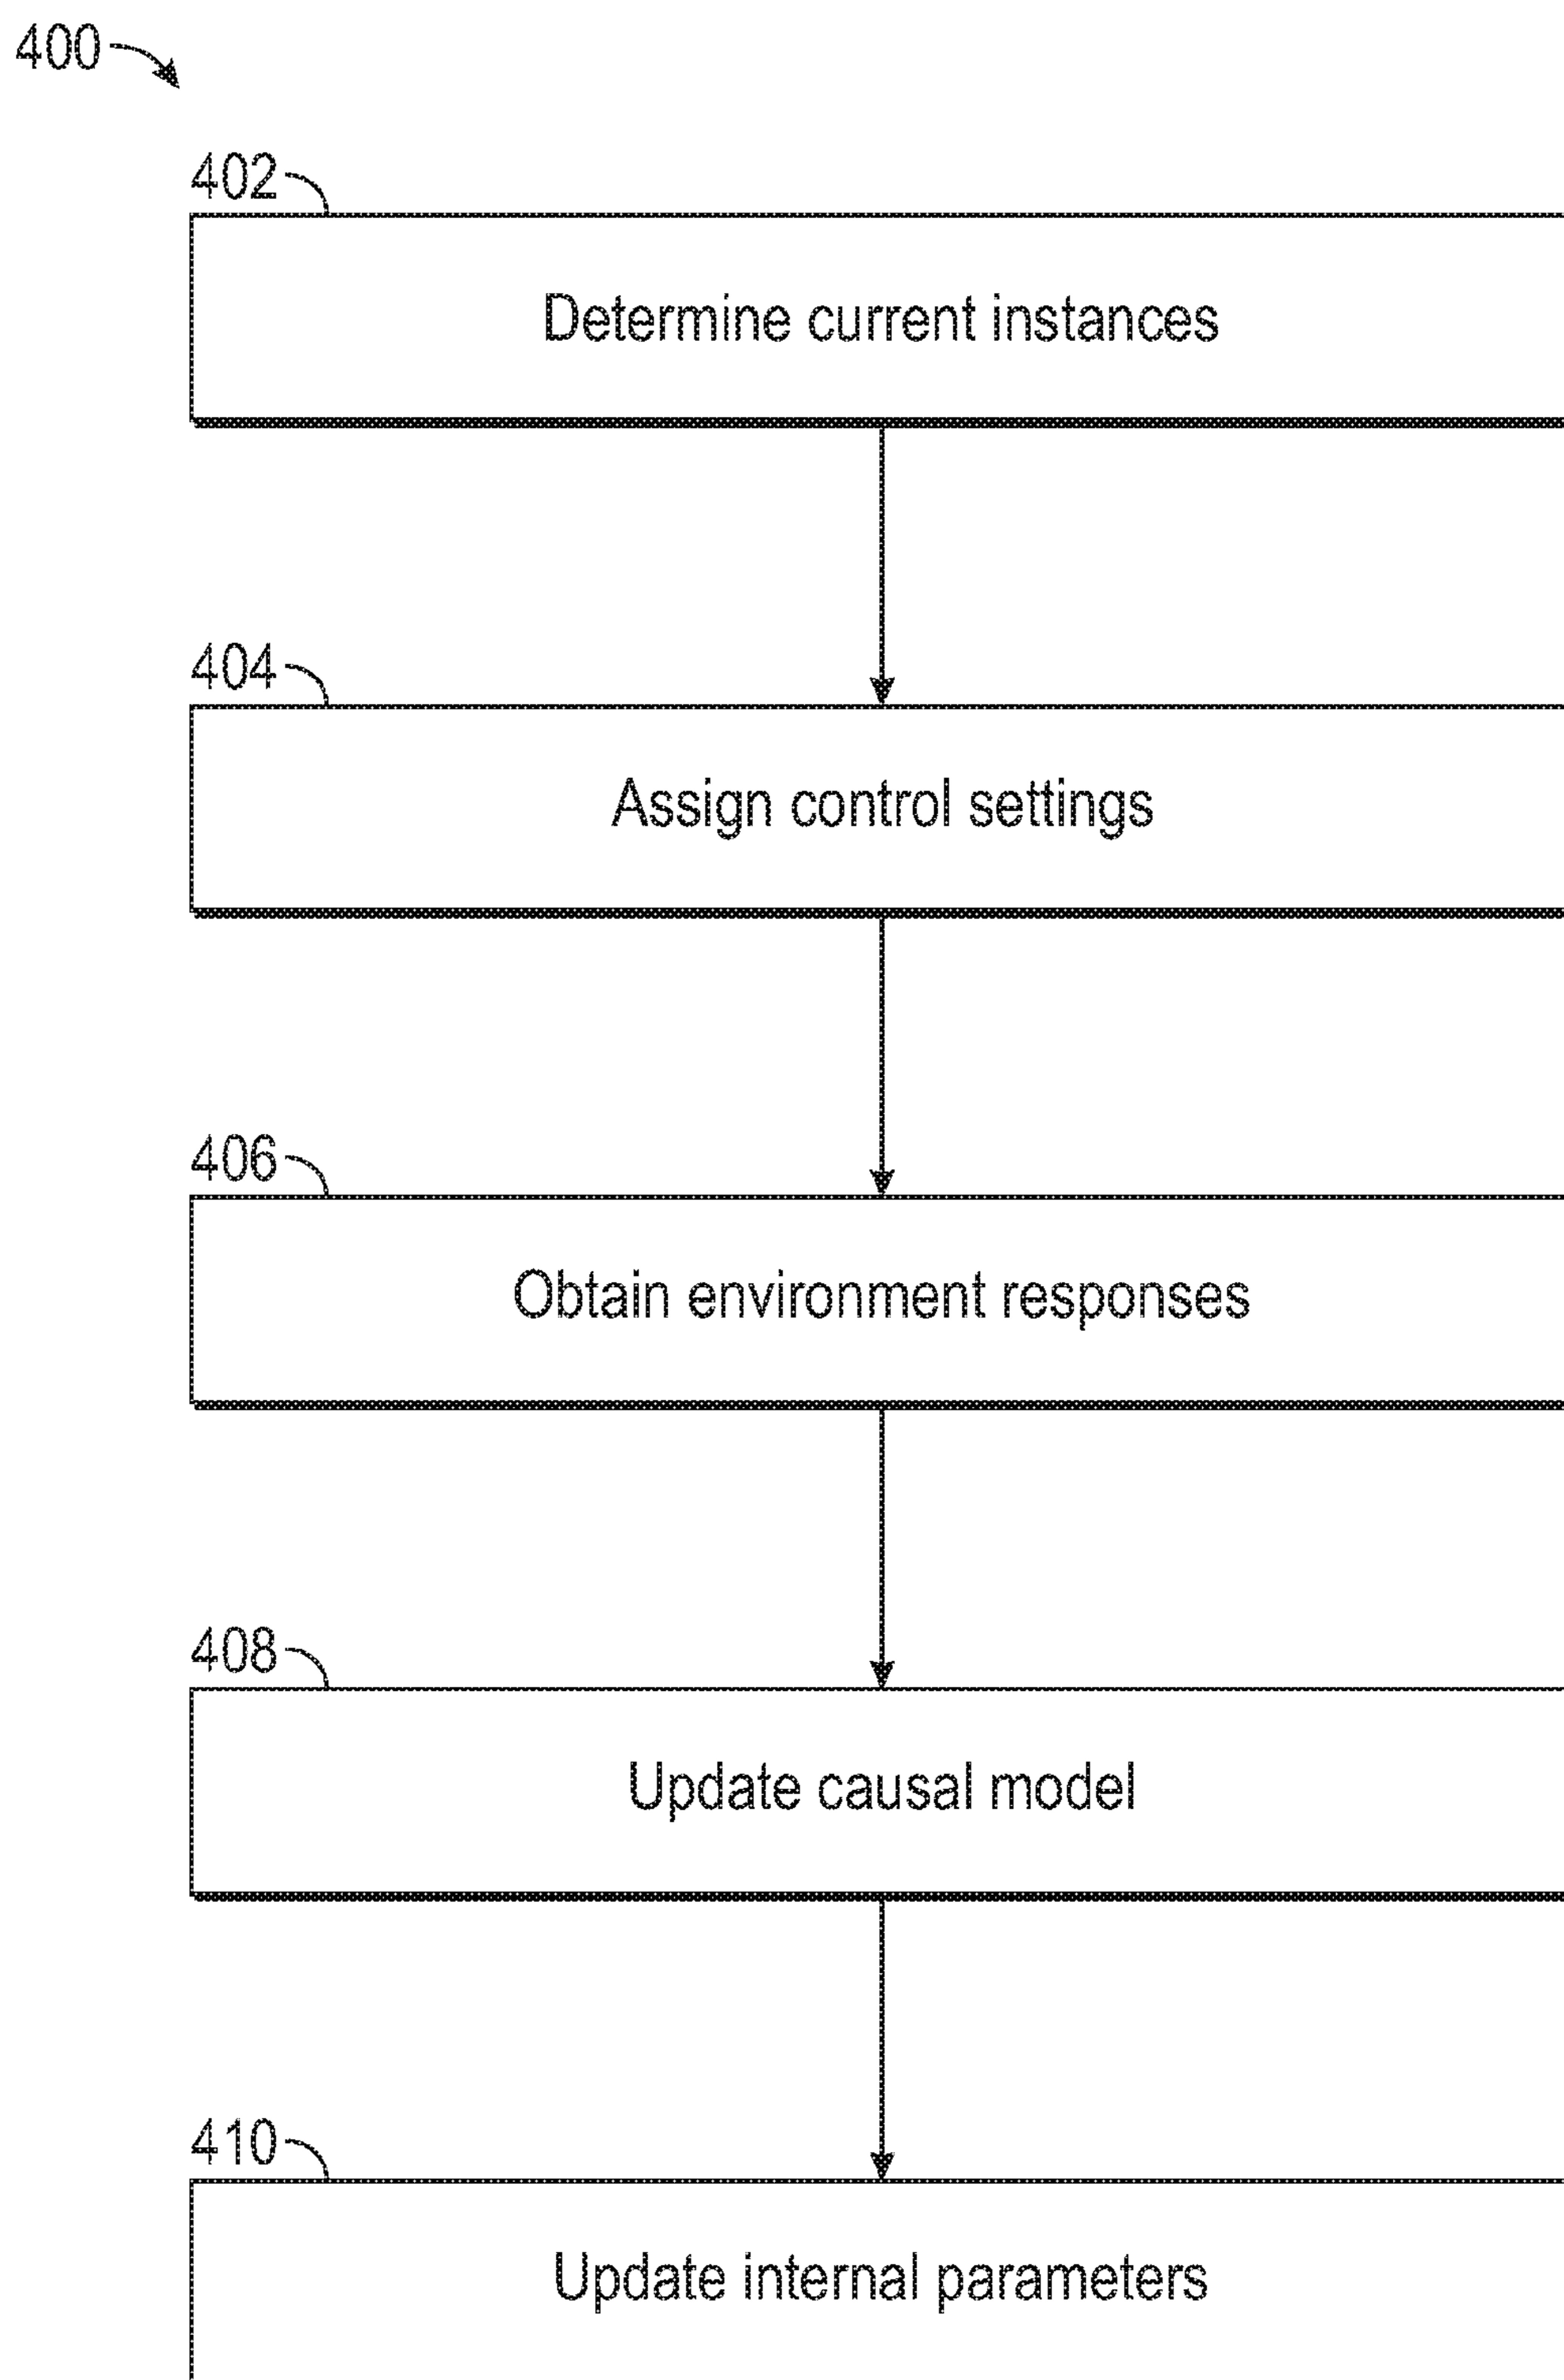 400
402
Determine current instances
404
Assign control settings
406
Obtain environment responses
408
Update causal model
410
Update internal parameters